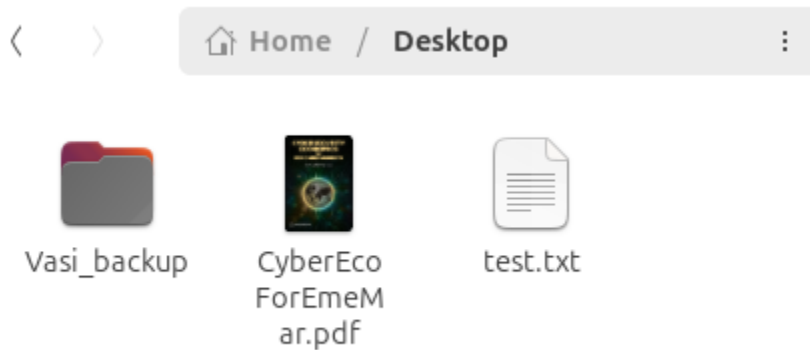 Home / Desktop
Vasi_backup
CyberEco
ForEmeM
ar.pdf
test.txt